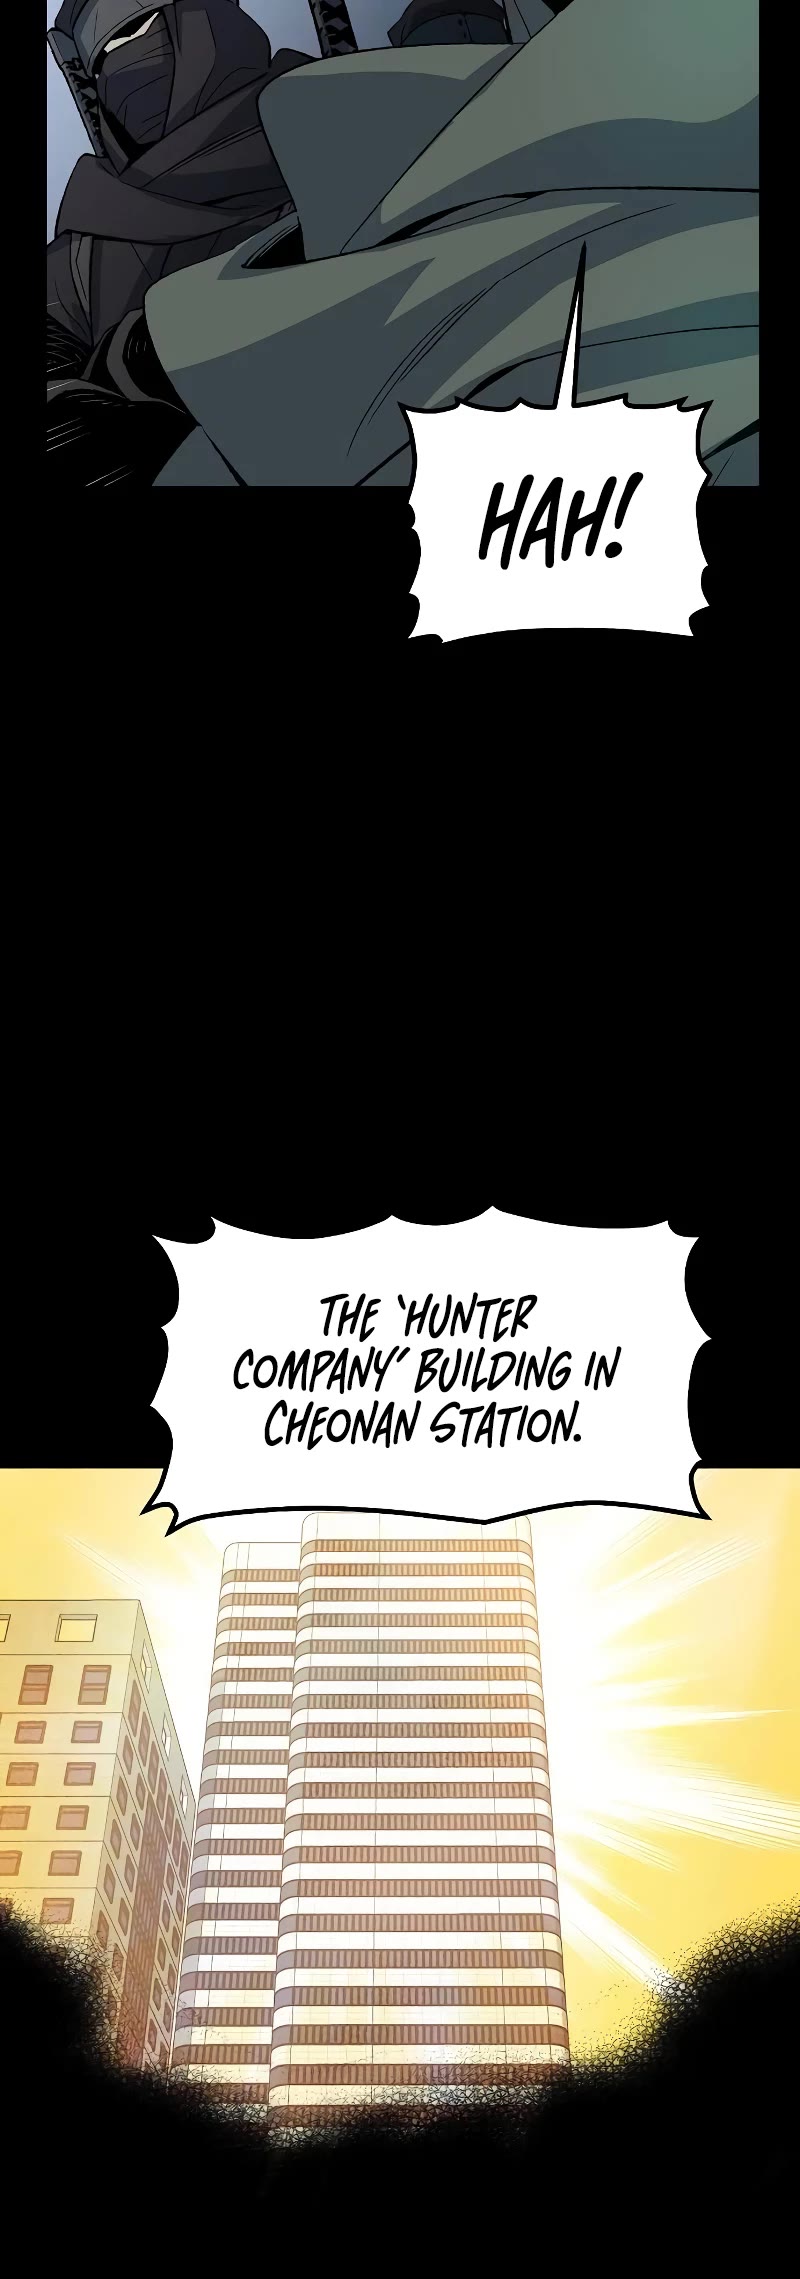 HAH!
THE 'HUNTER
COMPANY' BUILDING IN
CHEONAN STATION.